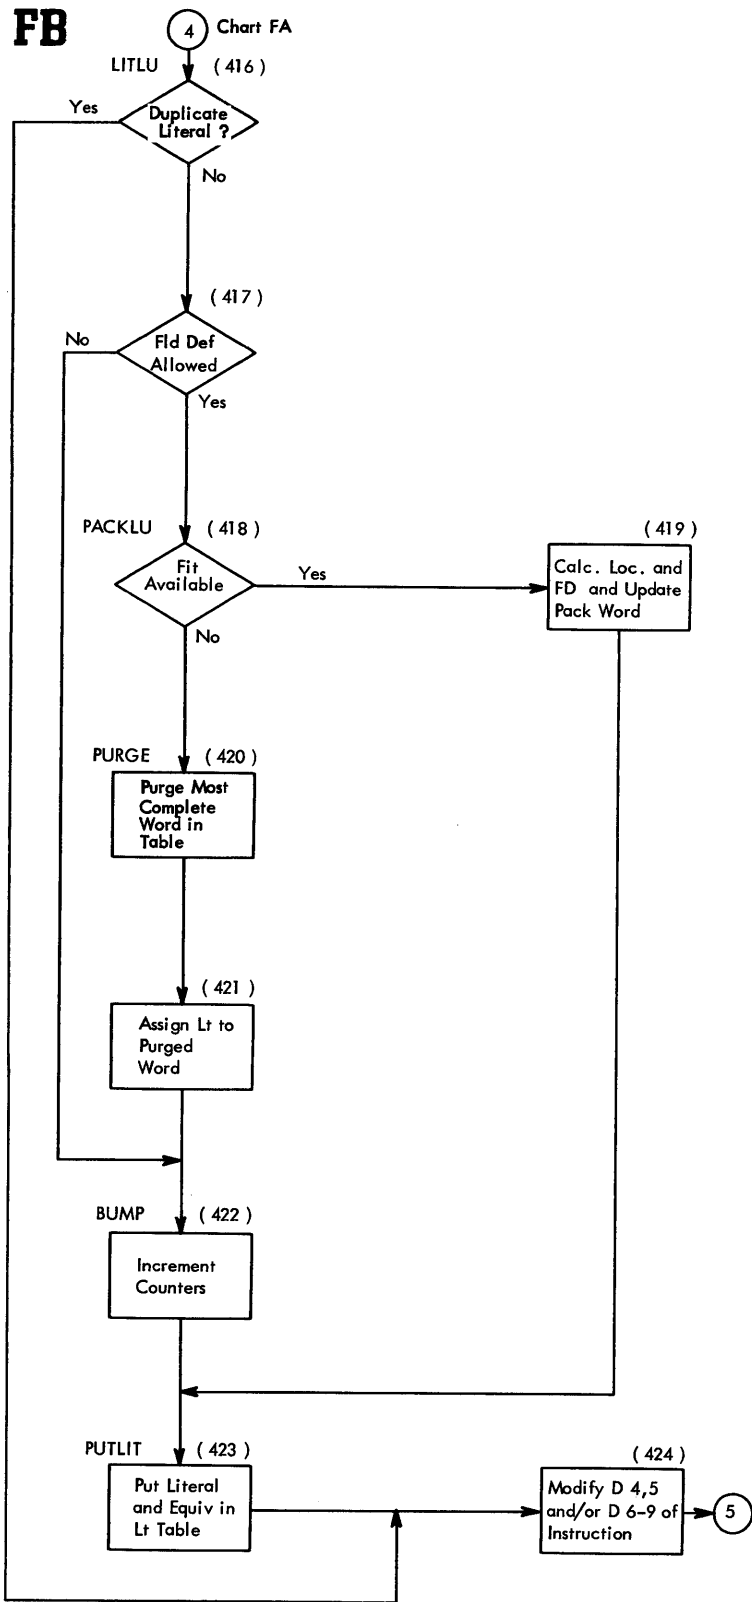 FB
4
Chart FA
LITLU
(416)
Yes
Duplicate
Literal ?
No
(417)
No
Fld Def
Allowed
Yes
PACKLU
(418)
Fit
Available
Yes
No
(419)
Calc. Loc. and
FD and Update
Pack Word
PURGE
(420)
Purge Most
Complete
Word in
Table
(421)
Assign Lt to
Purged
Word
BUMP
(422)
Increment
Counters
PUTLIT
(423)
Put Literal
and Equiv in
Lt Table
(424)
Modify D 4,5
and/or D 6-9 of
Instruction
5